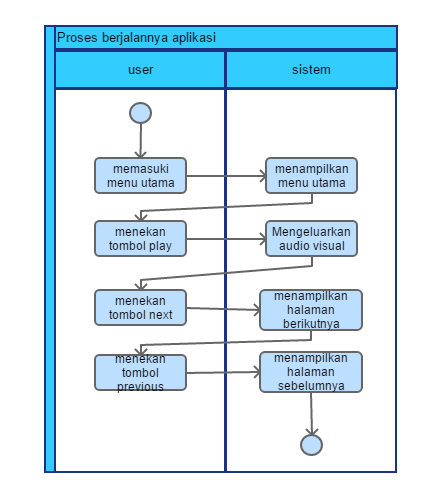 Proses berjalannya aplikasi
user
sistem
memasuki
menu utama
menampilkan
menu utama
menekan
tombol play
Mengeluarkan
audio visual
menekan
tombol next
menampilkan
halaman
berikutnya
menekan
tombol
previous
menampilkan
halaman
sebelumnya